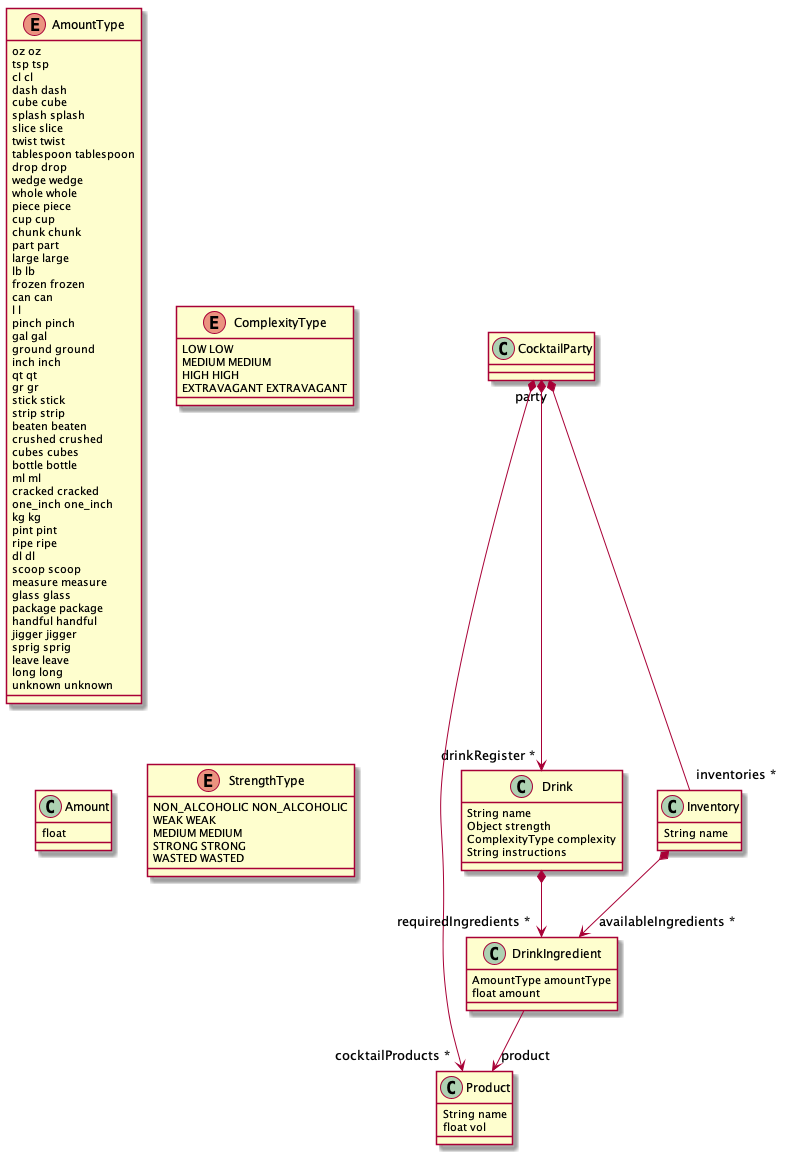 E AmountType
oz oz
tsp tsp
cl cl
dash dash
cube cube
splash splash
slice slice
twist twist
tablespoon tablespoon
drop drop
wedge wedge
whole whole
piece piece
cup cup
chunk chunk
part part
large large
lb lb
frozen frozen
can can
l l
pinch pinch
gal gal
ground ground
inch inch
qt qt
gr gr
stick stick
strip strip
beaten beaten
crushed crushed
cubes cubes
bottle bottle
ml ml
cracked cracked
one_inch one_inch
kg kg
pint pint
ripe ripe
dl dl
scoop scoop
measure measure
glass glass
package package
handful handful
jigger jigger
sprig sprig
leave leave
long long
unknown unknown
E ComplexityType
LOW LOW
MEDIUM MEDIUM
HIGH HIGH
EXTRAVAGANT EXTRAVAGANT
C CocktailParty
party
drinkRegister *
inventories *
C Amount
float
E StrengthType
NON_ALCOHOLIC NON_ALCOHOLIC
WEAK WEAK
MEDIUM MEDIUM
STRONG STRONG
WASTED WASTED
C Drink
String name
Object strength
ComplexityType complexity
String instructions
C Inventory
String name
requiredIngredients *
availableIngredients *
C DrinkIngredient
AmountType amountType
float amount
cocktailProducts *
product
C Product
String name
float vol